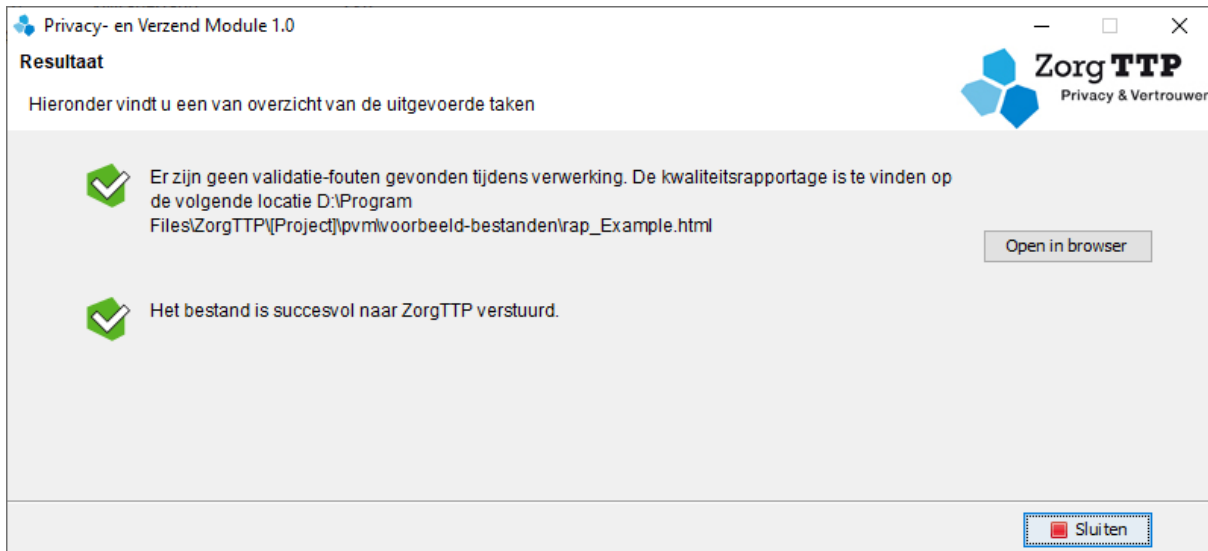 Privacy- en Verzend Module 1.0
Resultaat
Zorg TTP
Privacy & Vertrouwen
Hieronder vindt u een van overzicht van de uitgevoerde taken
Er zijn geen validatie-fouten gevonden tijdens verwerking. De kwaliteitsrapportage is te vinden op
de volgende locatie D:\Program
Files\ZorgTTP\[Project]\pvm\voorbeeld-bestanden\rap_Example.html
Open in browser
Het bestand is succesvol naar ZorgTTP verstuurd.
Sluiten